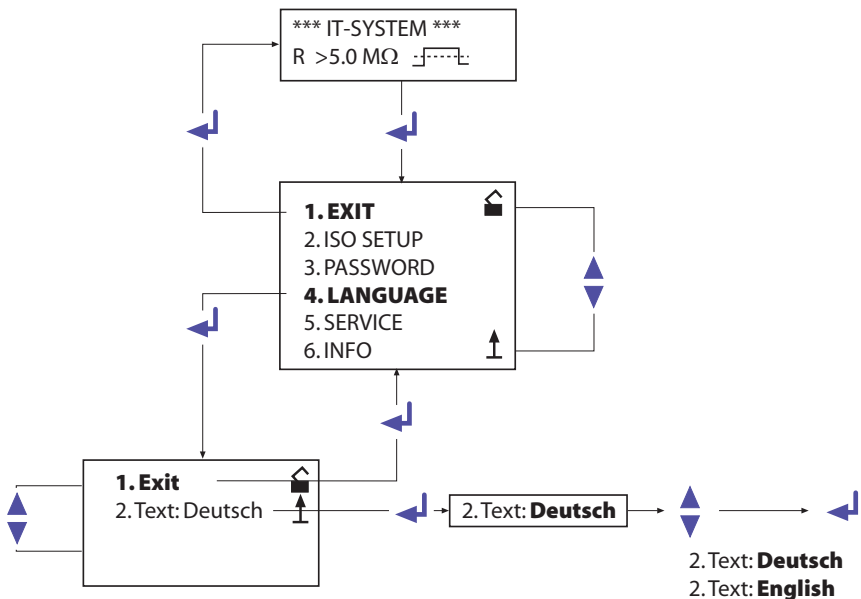 *** IT-SYSTEM ***
R >5.0 MΩ
1. EXIT
2. ISO SETUP
3. PASSWORD
4. LANGUAGE
5. SERVICE
6. INFO
1. Exit
2. Text: Deutsch
2. Text: Deutsch
2. Text: Deutsch
2. Text: English